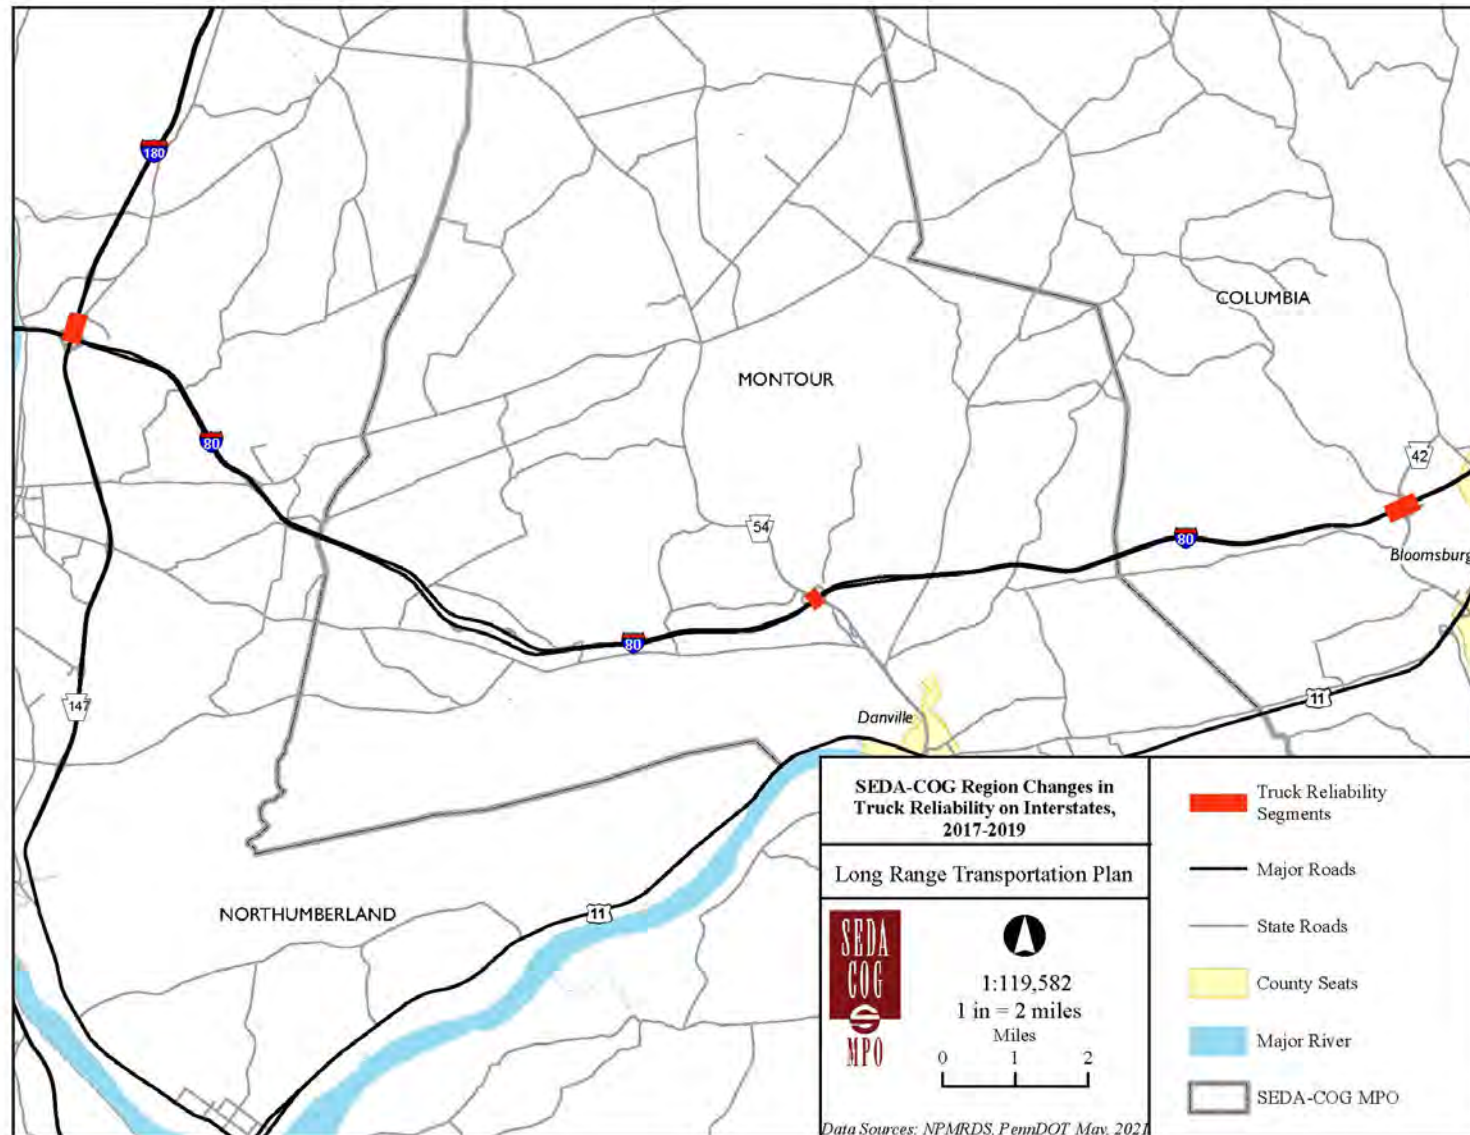 180
COLUMBIA
MONTOUR
80
42
54
80
Bloomsburg
80
147
11
Danville
NORTHUMBERLAND
11
SEDA-COG Region Changes in
Truck Reliability on Interstates,
2017-2019
Long Range Transportation Plan
SEDA
COG
MPO
1:119,582
1 in = 2 miles
Miles
0 1 2
Data Sources: NPMRDS, PennDOT May, 2021
Truck Reliability
Segments
Major Roads
State Roads
County Seats
Major River
SEDA-COG MPO